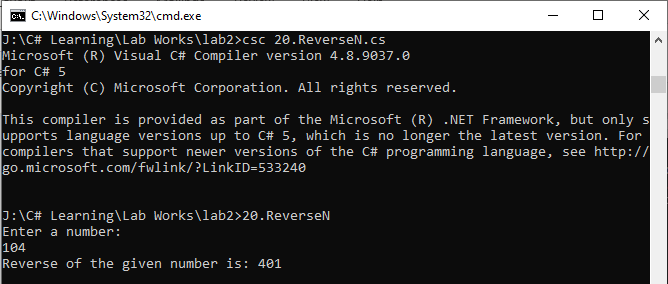 C:\Windows\System32\cmd.exe
J:\C# Learning\Lab Works\lab2>csc 20.ReverseN.cs
Microsoft (R) Visual C# Compiler version 4.8.9037.0
for C# 5
Copyright (C) Microsoft Corporation. All rights reserved.
This compiler is provided as part of the Microsoft (R) .NET Framework, but only s
upports language versions up to C# 5, which is no longer the latest version. For
compilers that support newer versions of the C# programming language, see http://
go.microsoft.com/fwlink/?LinkID=533240
J:\C# Learning\Lab Works\lab2>20.ReverseN
Enter a number:
104
Reverse of the given number is: 401